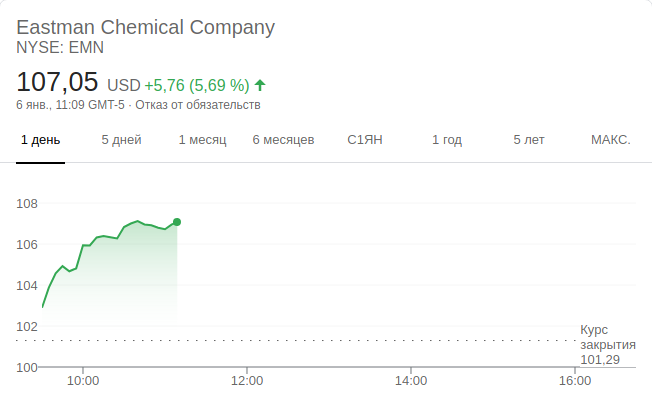 Eastman Chemical Company
NYSE: EMN
107,05 USD +5,76 (5,69 %)
6 янв., 11:09 GMT-5 · Отказ от обязательств
1 день 5 дней 1 месяц 6 месяцев С1ЯН 1 год 5 лет МАКС.
108
106
104
102
Курс
закрытия
101,29
100
10:00 12:00 14:00 16:00